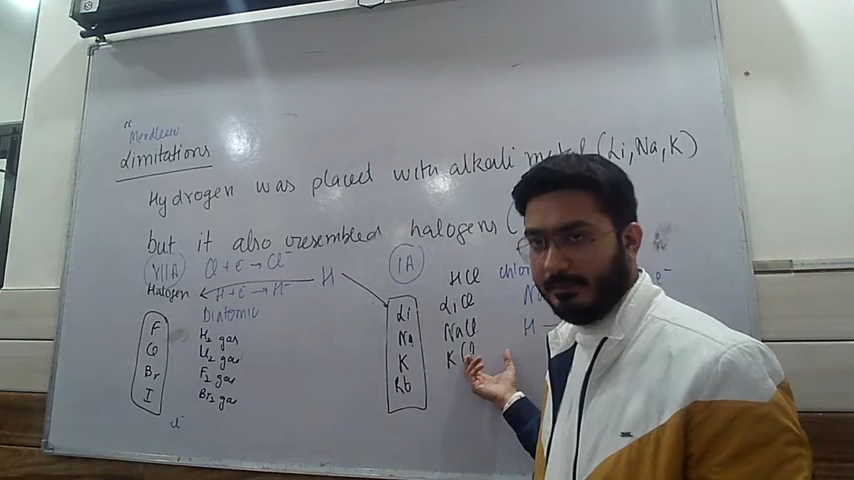 "Mendleev
Limitations
Hydrogen was placed with alkali metal (Li, Na, K)
but it also resembled halogens (
VIIA Cl + e → Cl⁻
Halogen H + e → H⁻ H IA
Diatomic
F
Cl
Br
I
H₂ gas
Cl₂ gas
F₂ gas
Br₂ gas
Li
Na
K
Rb
HCl
LiCl
NaCl
KCl
H